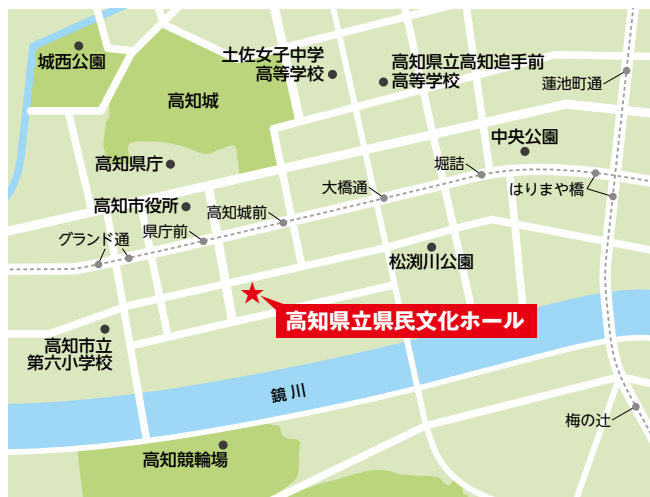 城西公園
土佐女子中学
高等学校
高知県立高知追手前
高等学校
蓮池町通
高知城
中央公園
高知県庁
堀詰
大橋通
はりまや橋
高知市役所
高知城前
県庁前
グランド通
松渕川公園
高知県立県民文化ホール
高知市立
第六小学校
鏡川
梅の辻
高知競輪場